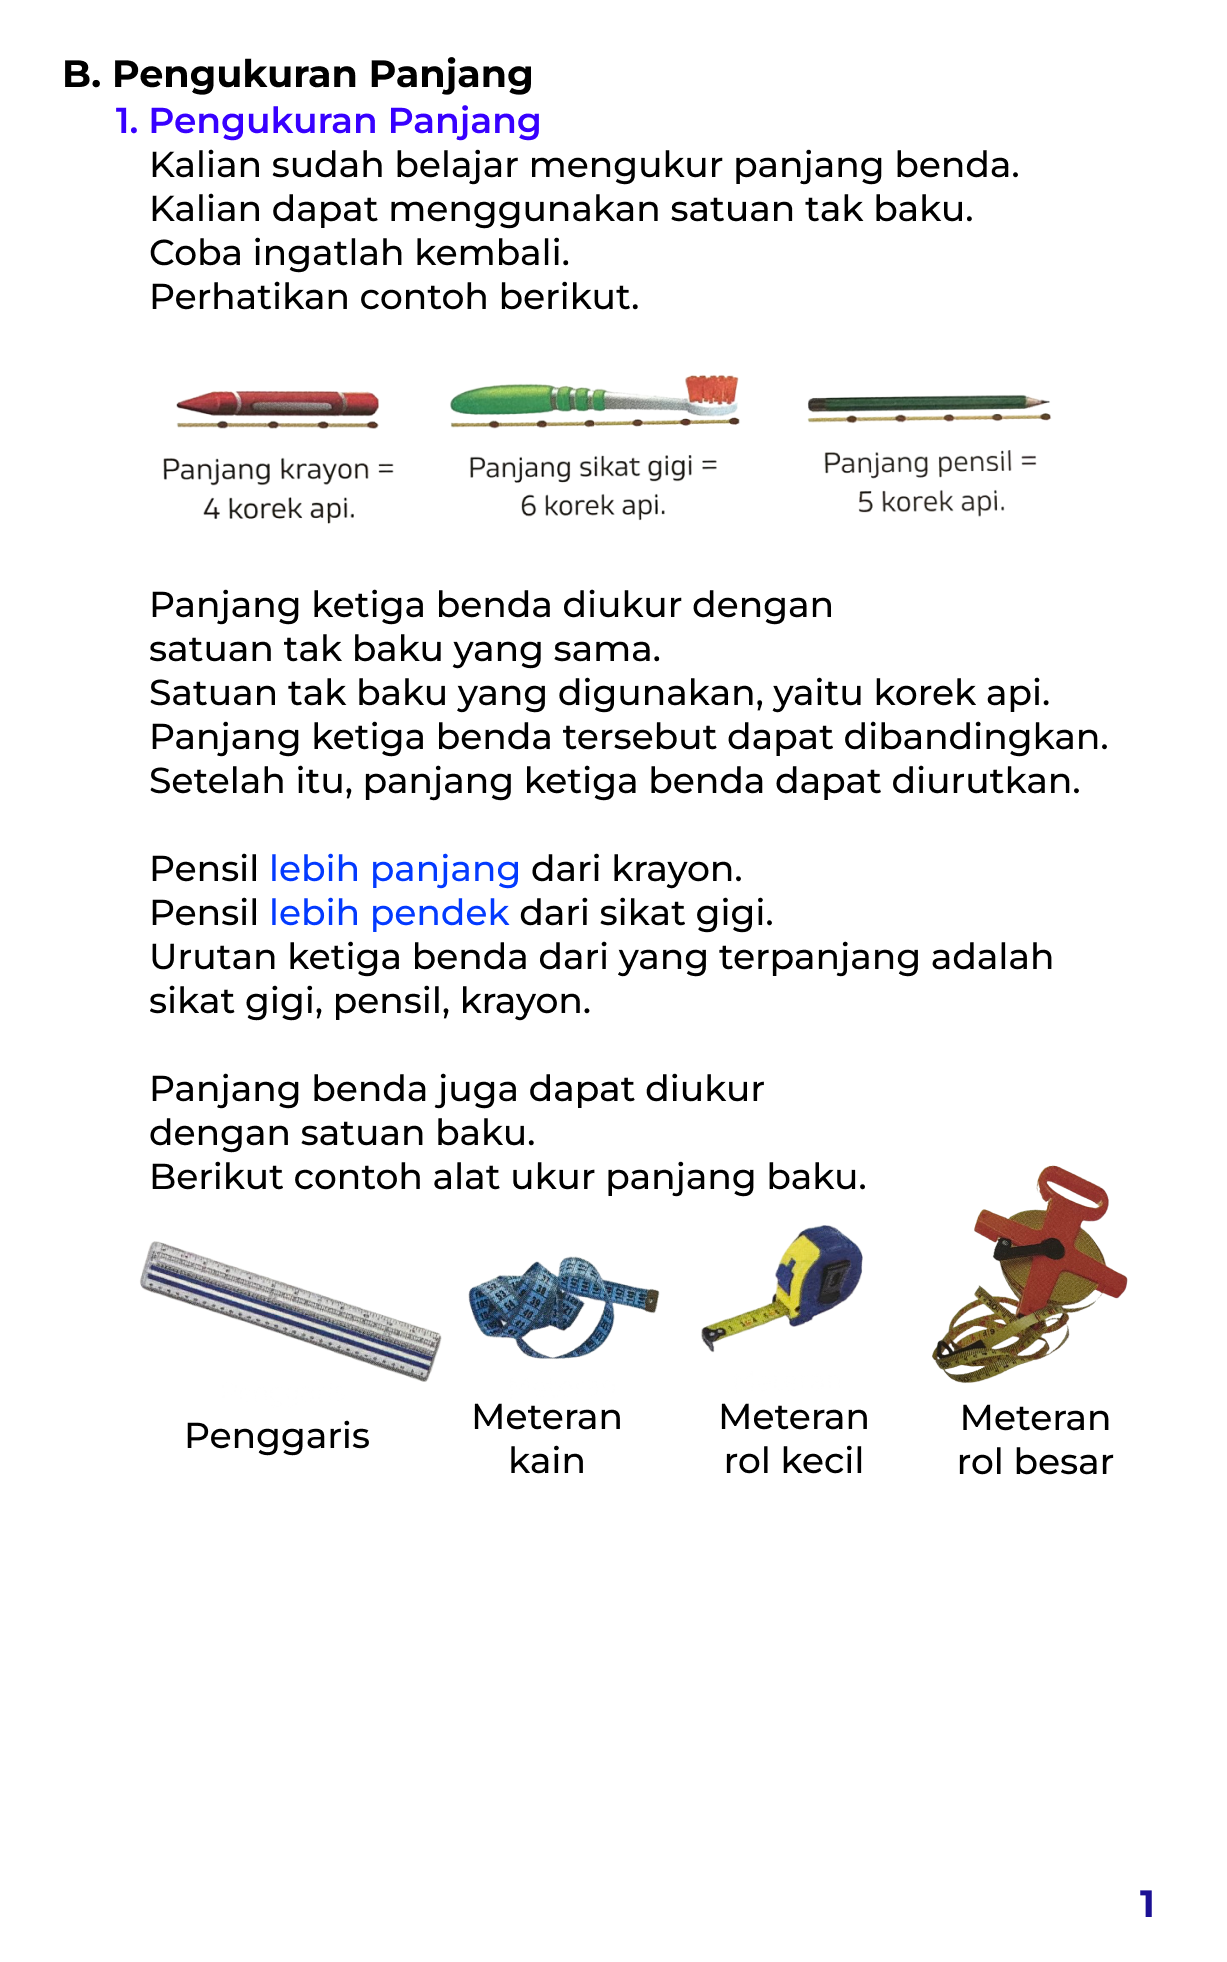 B. Pengukuran Panjang
1. Pengukuran Panjang
Kalian sudah belajar mengukur panjang benda.
Kalian dapat menggunakan satuan tak baku.
Coba ingatlah kembali.
Perhatikan contoh berikut.
Panjang krayon =
4 korek api.
Panjang sikat gigi =
6 korek api.
Panjang pensil =
5 korek api.
Panjang ketiga benda diukur dengan
satuan tak baku yang sama.
Satuan tak baku yang digunakan, yaitu korek api.
Panjang ketiga benda tersebut dapat dibandingkan.
Setelah itu, panjang ketiga benda dapat diurutkan.
Pensil lebih panjang dari krayon.
Pensil lebih pendek dari sikat gigi.
Urutan ketiga benda dari yang terpanjang adalah
sikat gigi, pensil, krayon.
Panjang benda juga dapat diukur
dengan satuan baku.
Berikut contoh alat ukur panjang baku.
Penggaris
Meteran
kain
Meteran
rol kecil
Meteran
rol besar
1